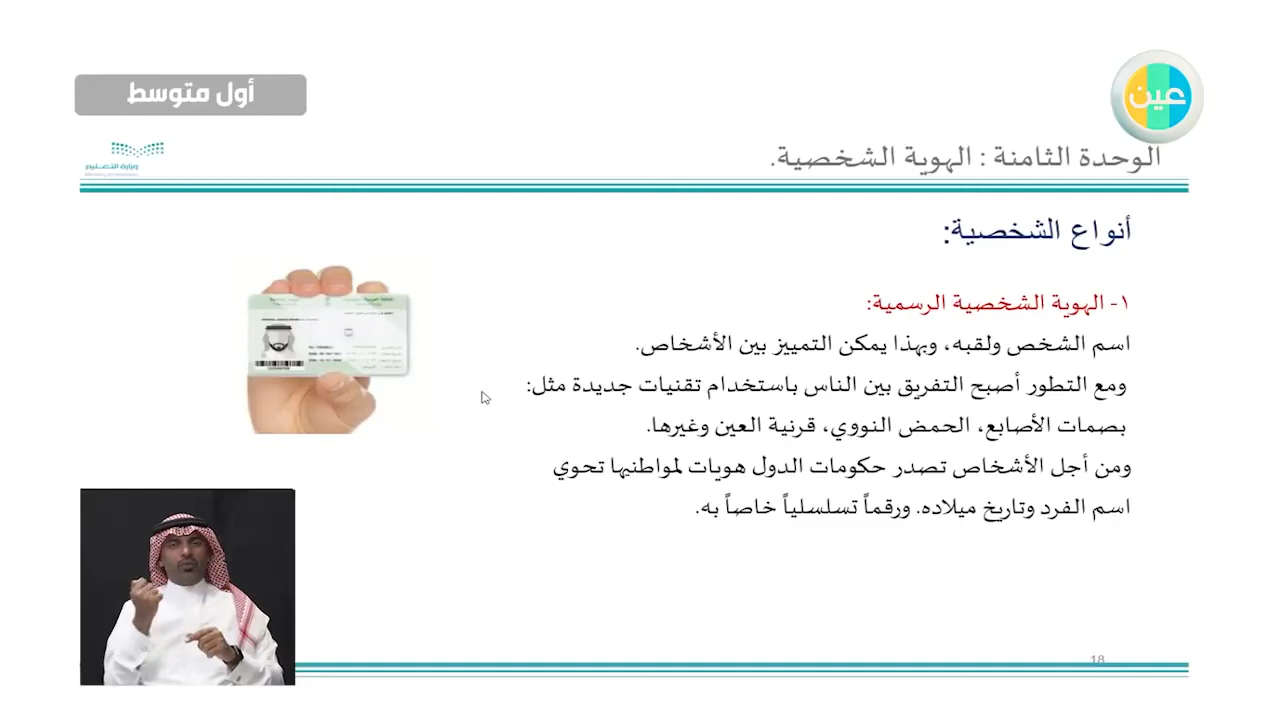 أول متوسط
عين
وزارة التعليم
الوحدة الثامنة : الهوية الشخصية.
أنواع الشخصية:
١- الهوية الشخصية الرسمية:
اسم الشخص ولقبه، وبهذا يمكن التمييز بين الأشخاص.
ومع التطور أصبح التفريق بين الناس باستخدام تقنيات جديدة مثل:
بصمات الأصابع، الحمض النووي، قرنية العين وغيرها.
ومن أجل الأشخاص تصدر حكومات الدول هويات لمواطنيها تحوي
اسم الفرد وتاريخ ميلاده. ورقماً تسلسلياً خاصاً به.
18